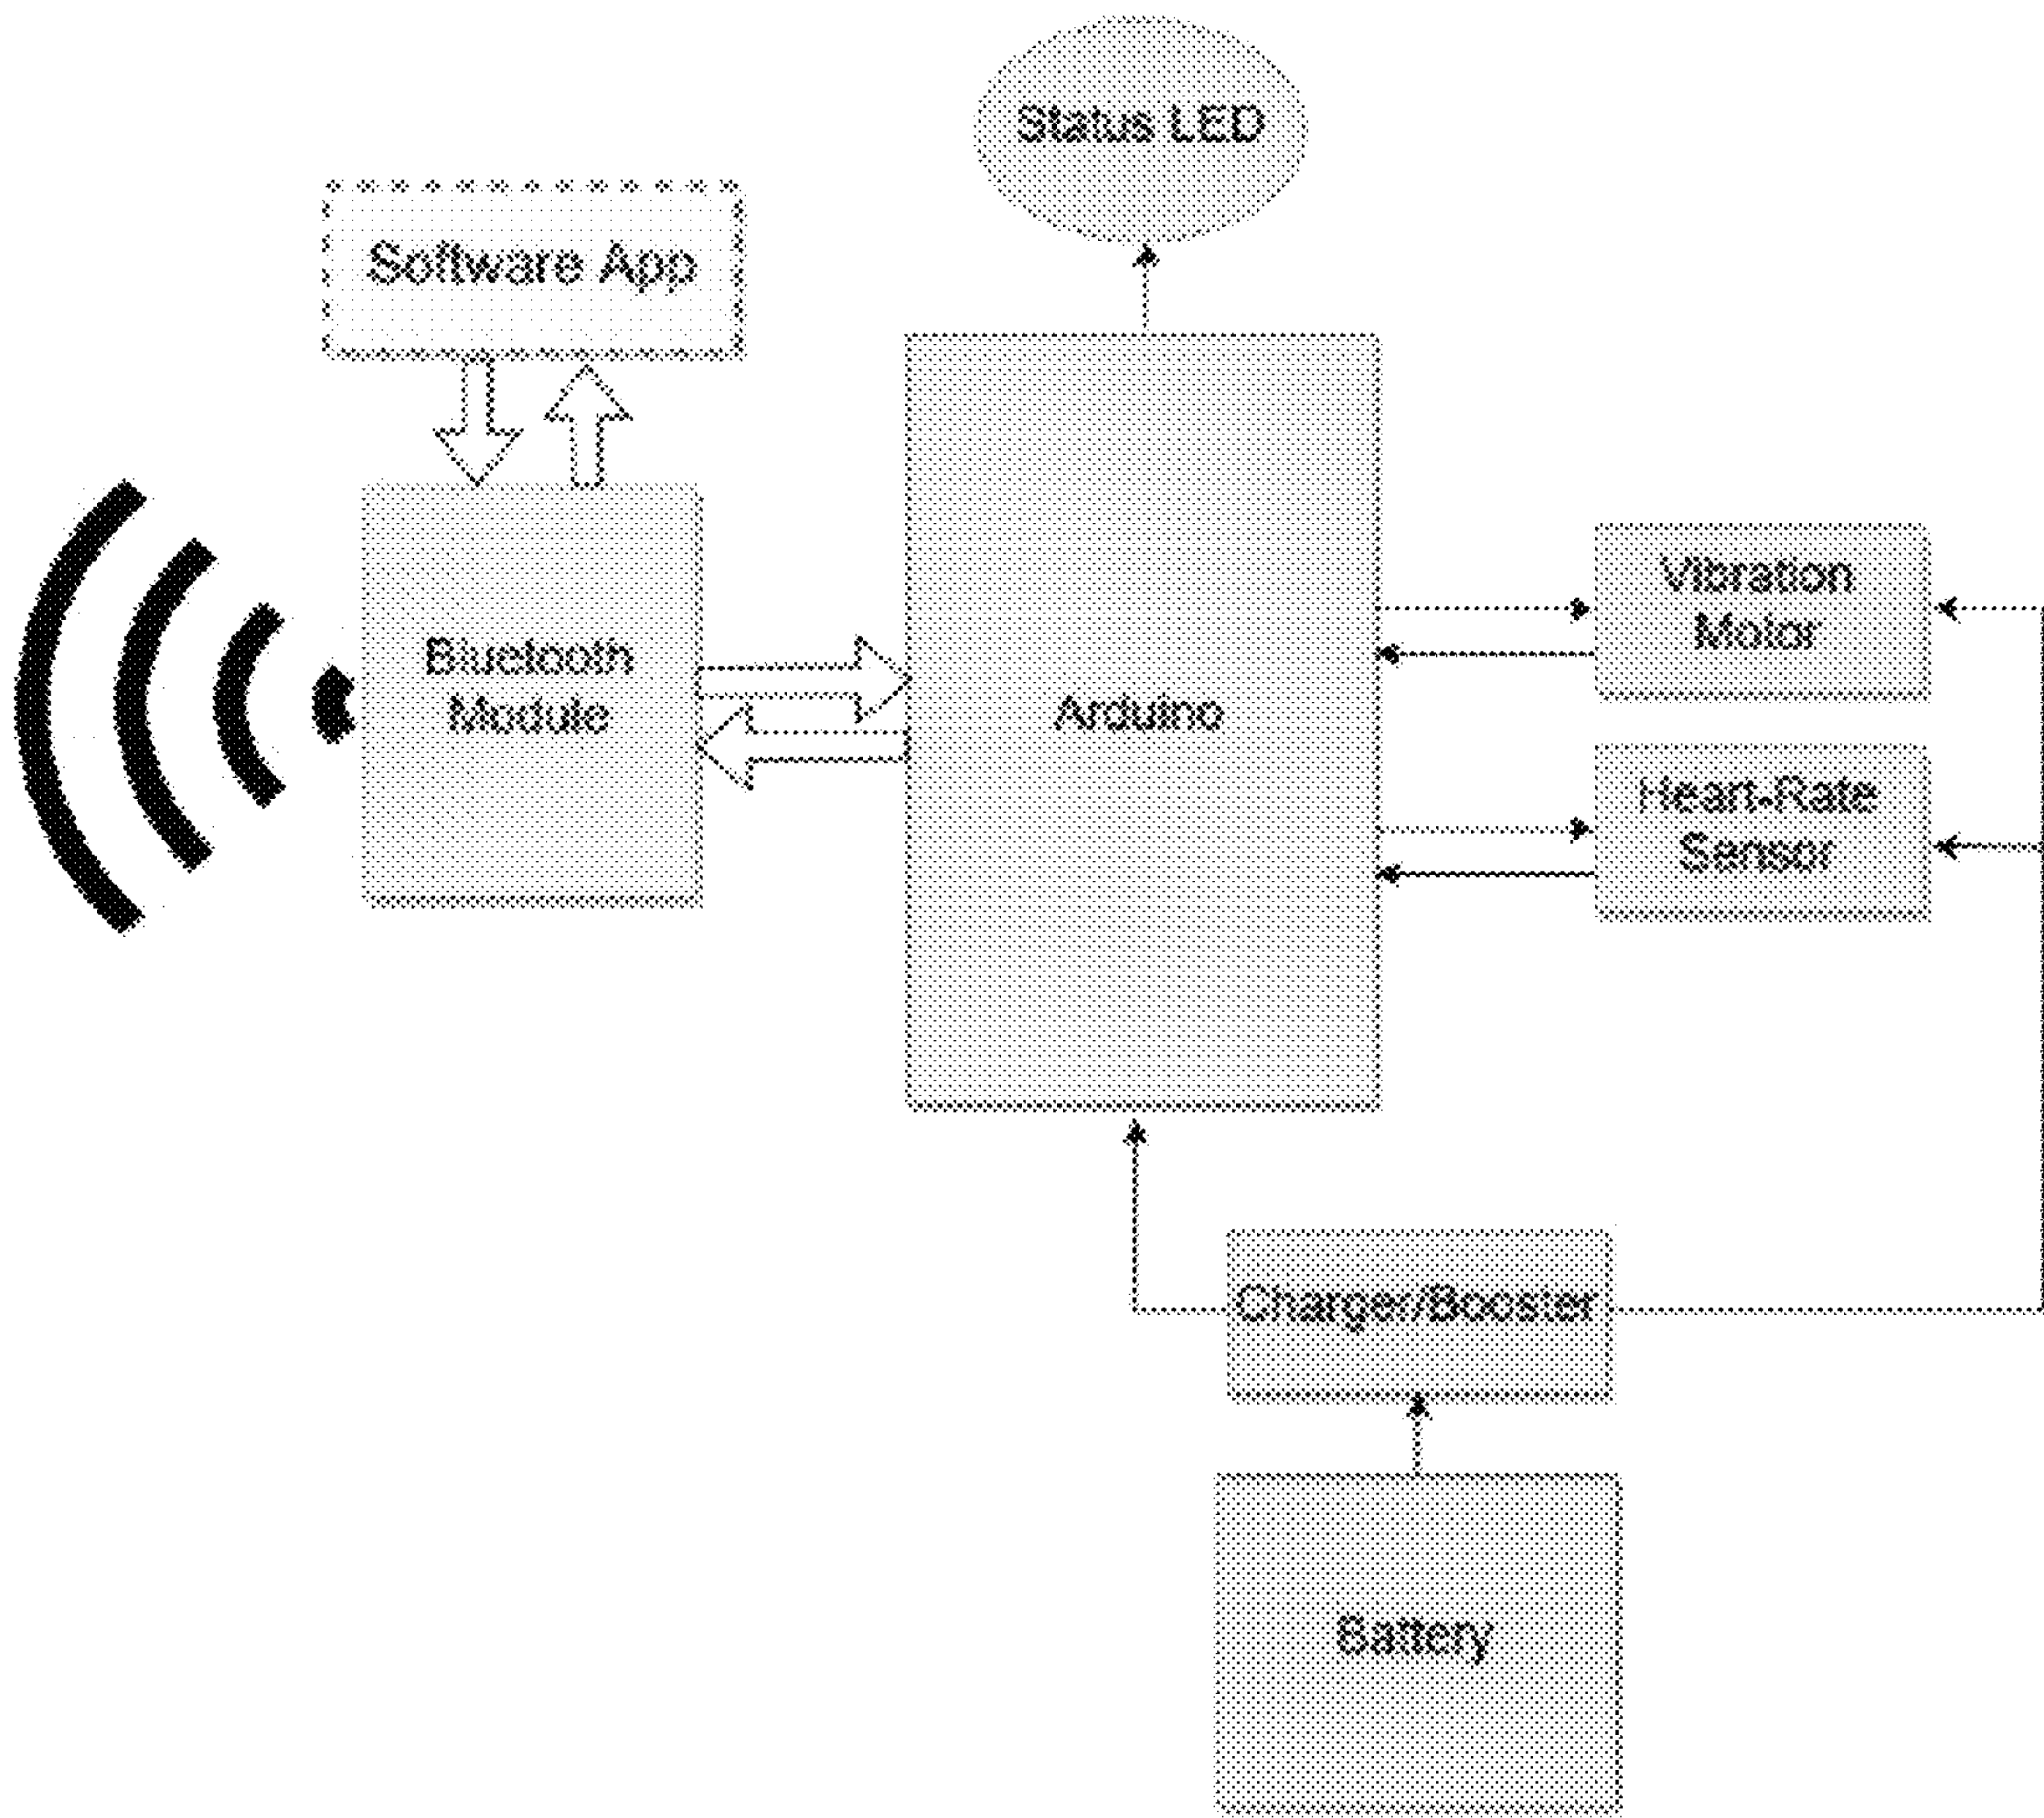 Status LED
Software App
Bluetooth
Module
Arduino
Vibration
Motor
Heart-Rate
Sensor
Charger/Booster
Battery